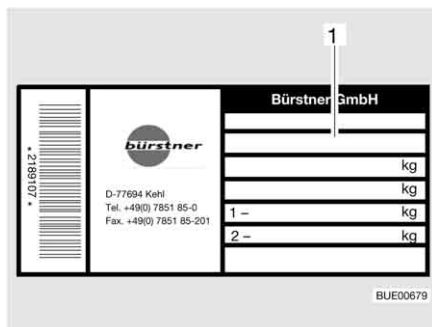 1
Bürstner GmbH
* 2189107 *
bürstner
D-77694 Kehl
Tel. +49(0) 7851 85-0
Fax. +49(0) 7851 85-201
kg
kg
1 – kg
2 – kg
BUE00679